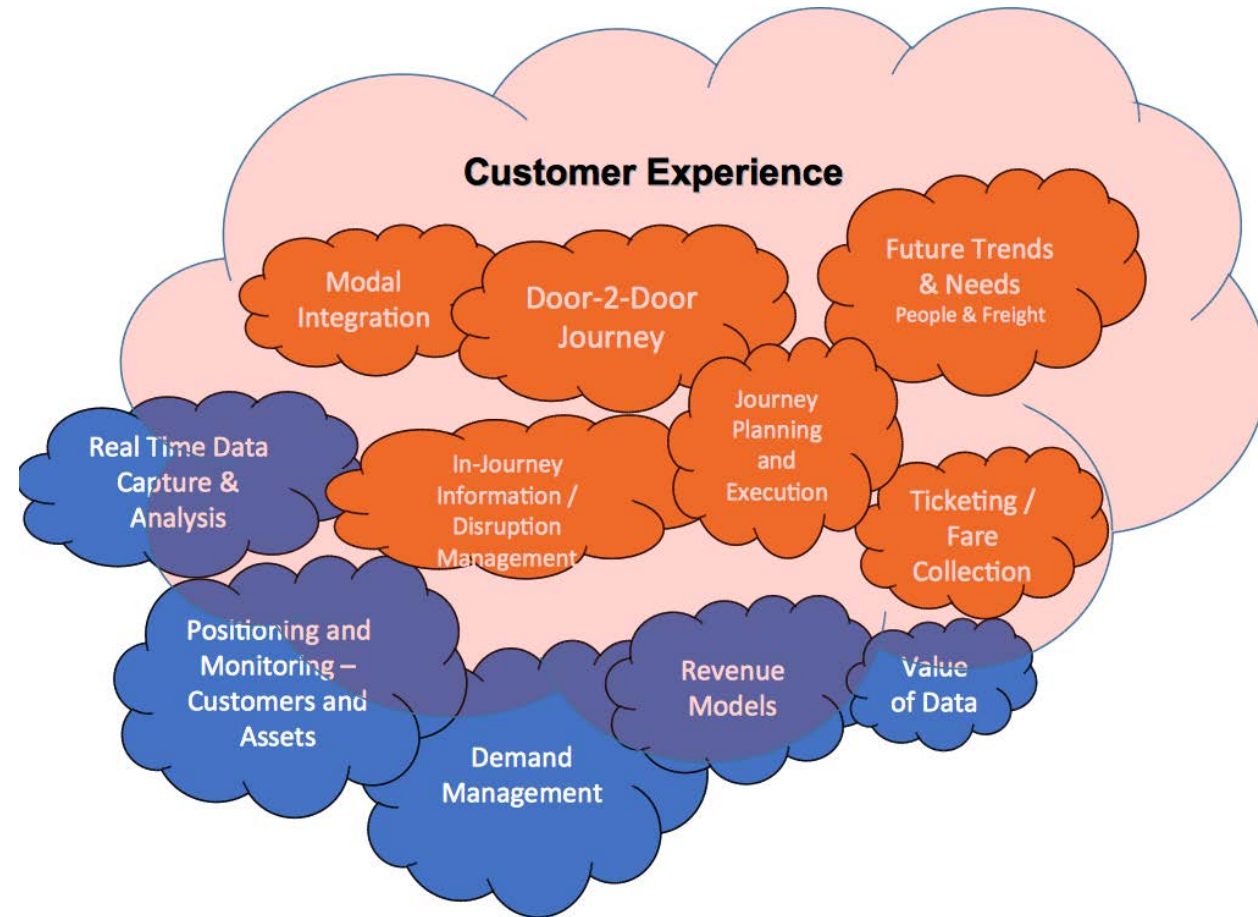 Customer Experience
Modal
Integration
Door-2-Door
Journey
Future Trends
& Needs
People & Freight
Real Time Data
Capture &
Analysis
In-Journey
Information /
Disruption
Management
Journey
Planning
and
Execution
Ticketing /
Fare
Collection
Positioning and
Monitoring –
Customers and
Assets
Demand
Management
Revenue
Models
Value
of Data